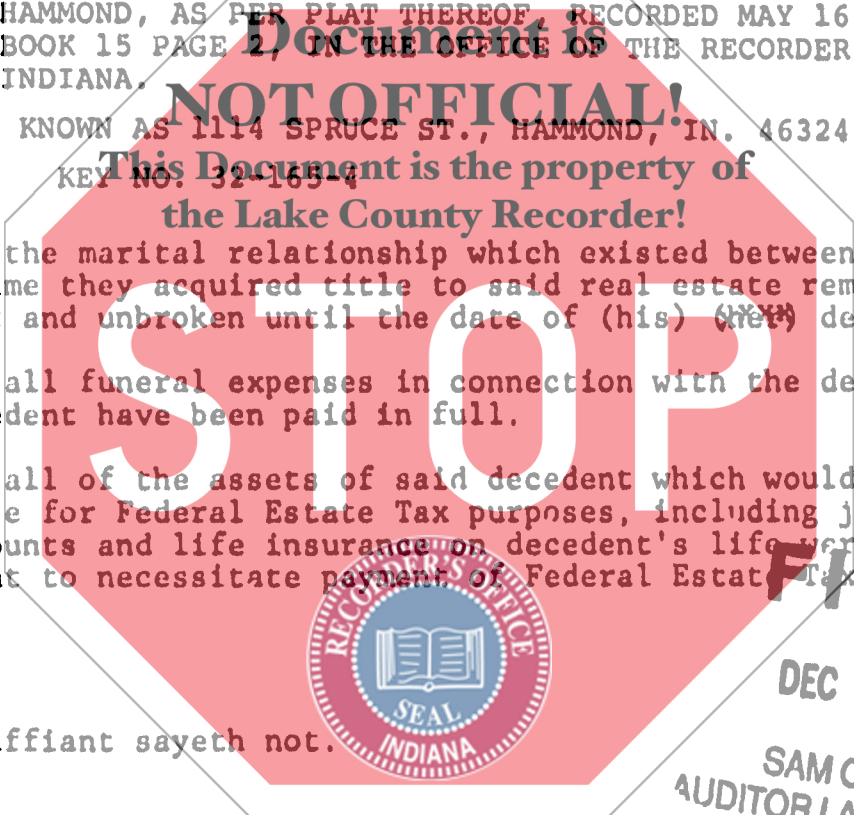 HAMMOND, AS PER PLAT THEREOF, RECORDED MAY 16
BOOK 15 PAGE 2, IN THE OFFICE OF THE RECORDER
INDIANA.
KNOWN AS 1114 SPRUCE ST., HAMMOND, IN. 46324
KEY NO. 32-165-4
Document is
NOT OFFICIAL!
This Document is the property of
the Lake County Recorder!
STOP
the marital relationship which existed between
me they acquired title to said real estate rem
and unbroken until the date of (his) (her) de
all funeral expenses in connection with the de
dent have been paid in full.
all of the assets of said decedent which would
e for Federal Estate Tax purposes, including j
unts and life insurance on decedent's life wer
t to necessitate payment of Federal Estate Tax
FI
RECORDER'S OFFICE
SEAL
INDIANA
DEC
ffiant sayeth not.
SAM
AUDITOR LA